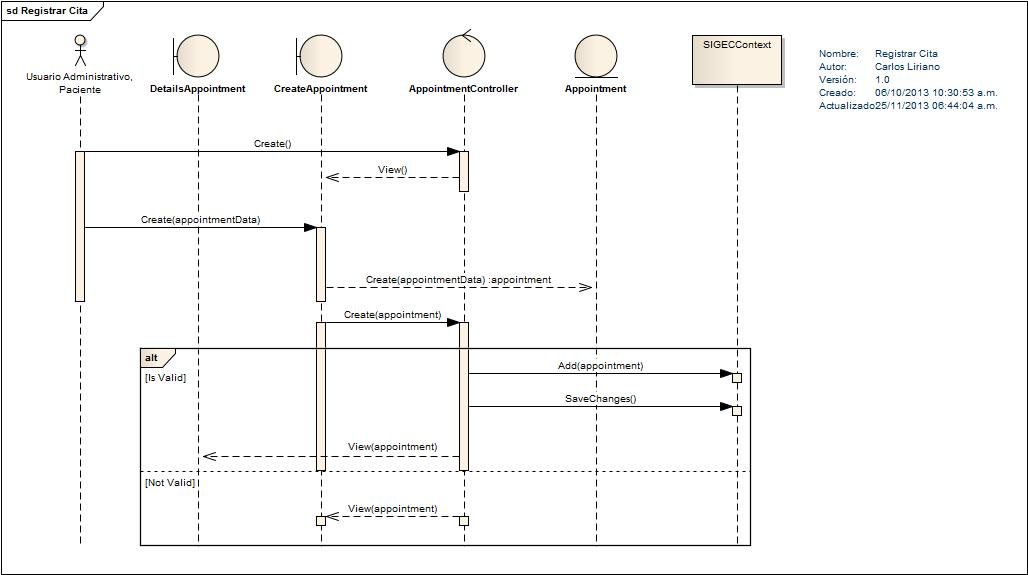 sd Registrar Cita
Usuario Administrativo,
Paciente
DetailsAppointment
CreateAppointment
AppointmentController
Appointment
SIGECContext
Nombre: Registrar Cita
Autor: Carlos Liriano
Versión: 1.0
Creado: 06/10/2013 10:30:53 a.m.
Actualizado25/11/2013 06:44:04 a.m.
Create()
View()
Create(appointmentData)
Create(appointmentData) :appointment
Create(appointment)
alt
[Is Valid]
Add(appointment)
SaveChanges()
View(appointment)
[Not Valid]
View(appointment)